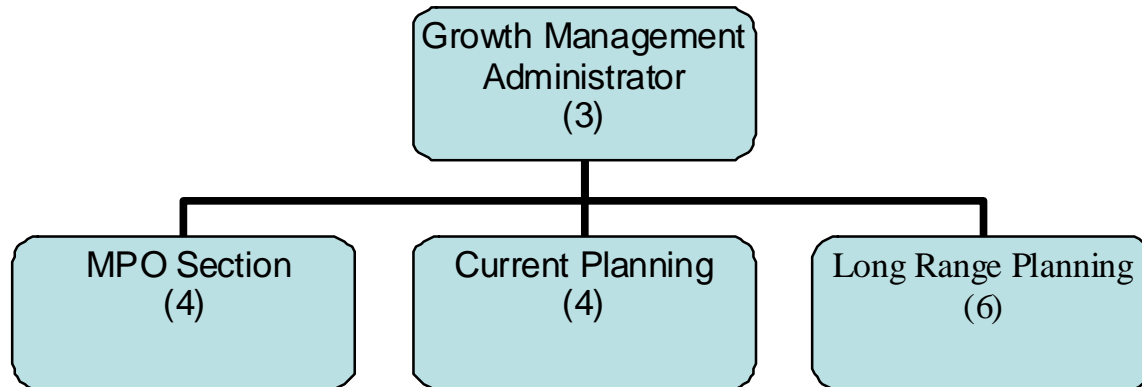 Growth Management
Administrator
(3)
MPO Section
(4)
Current Planning
(4)
Long Range Planning
(6)